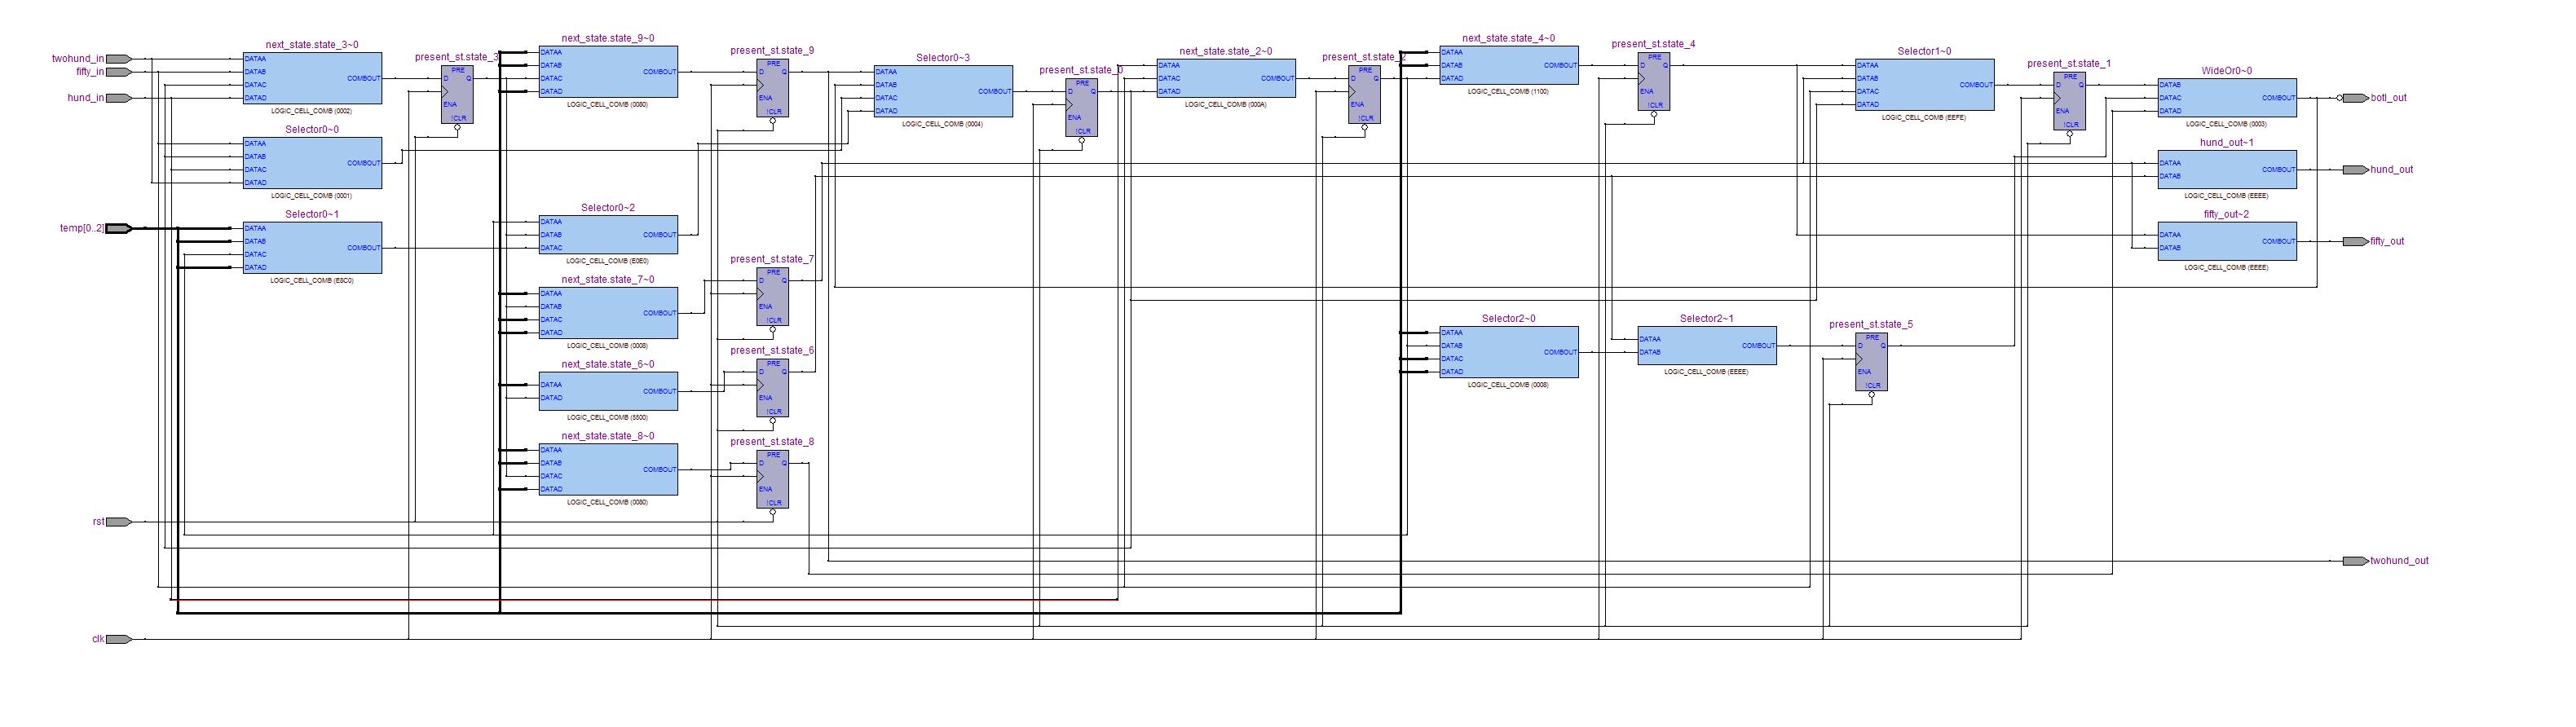 twohund_in
fifty_in
hund_in
temp[0..2]
rst
clk
next_state.state_3~0
DATAA
DATAB
DATAC
DATAD
COMBOUT
LOGIC_CELL_COMB (0002)
Selector0~0
DATAA
DATAB
DATAC
DATAD
COMBOUT
LOGIC_CELL_COMB (0001)
Selector0~1
DATAA
DATAB
DATAC
DATAD
COMBOUT
LOGIC_CELL_COMB (E8C0)
present_st.state_3
PRE
D Q
ENA
!CLR
next_state.state_9~0
DATAA
DATAB
DATAC
DATAD
COMBOUT
LOGIC_CELL_COMB (0080)
Selector0~2
DATAA
DATAB
DATAC
COMBOUT
LOGIC_CELL_COMB (E0E0)
next_state.state_7~0
DATAA
DATAB
DATAC
DATAD
COMBOUT
LOGIC_CELL_COMB (0008)
next_state.state_6~0
DATAA
DATAD
COMBOUT
LOGIC_CELL_COMB (5500)
next_state.state_8~0
DATAA
DATAB
DATAC
DATAD
COMBOUT
LOGIC_CELL_COMB (0080)
present_st.state_9
PRE
D Q
ENA
!CLR
present_st.state_7
PRE
D Q
ENA
!CLR
present_st.state_6
PRE
D Q
ENA
!CLR
present_st.state_8
PRE
D Q
ENA
!CLR
Selector0~3
DATAA
DATAB
DATAC
DATAD
COMBOUT
LOGIC_CELL_COMB (0004)
present_st.state_0
PRE
D Q
ENA
!CLR
next_state.state_2~0
DATAA
DATAC
DATAD
COMBOUT
LOGIC_CELL_COMB (000A)
present_st.state_2
PRE
D Q
ENA
!CLR
next_state.state_4~0
DATAA
DATAB
DATAD
COMBOUT
LOGIC_CELL_COMB (1100)
Selector2~0
DATAA
DATAB
DATAC
DATAD
COMBOUT
LOGIC_CELL_COMB (0008)
present_st.state_4
PRE
D Q
ENA
!CLR
Selector2~1
DATAA
DATAB
COMBOUT
LOGIC_CELL_COMB (EEEE)
Selector1~0
DATAA
DATAB
DATAC
DATAD
COMBOUT
LOGIC_CELL_COMB (EEFE)
present_st.state_5
PRE
D Q
ENA
!CLR
present_st.state_1
PRE
D Q
ENA
!CLR
WideOr0~0
DATAB
DATAC
DATAD
COMBOUT
LOGIC_CELL_COMB (0003)
hund_out~1
DATAA
DATAB
COMBOUT
LOGIC_CELL_COMB (EEEE)
fifty_out~2
DATAA
DATAB
COMBOUT
LOGIC_CELL_COMB (EEEE)
botl_out
hund_out
fifty_out
twohund_out